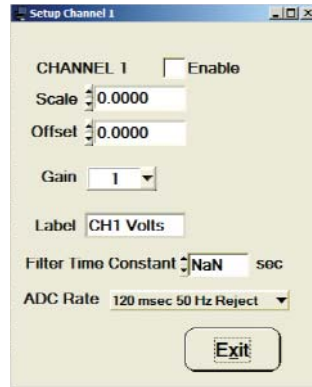 Setup Channel 1
CHANNEL 1 Enable
Scale 0.0000
Offset 0.0000
Gain 1
Label CH1 Volts
Filter Time Constant NaN sec
ADC Rate 120 msec 50 Hz Reject
Exit